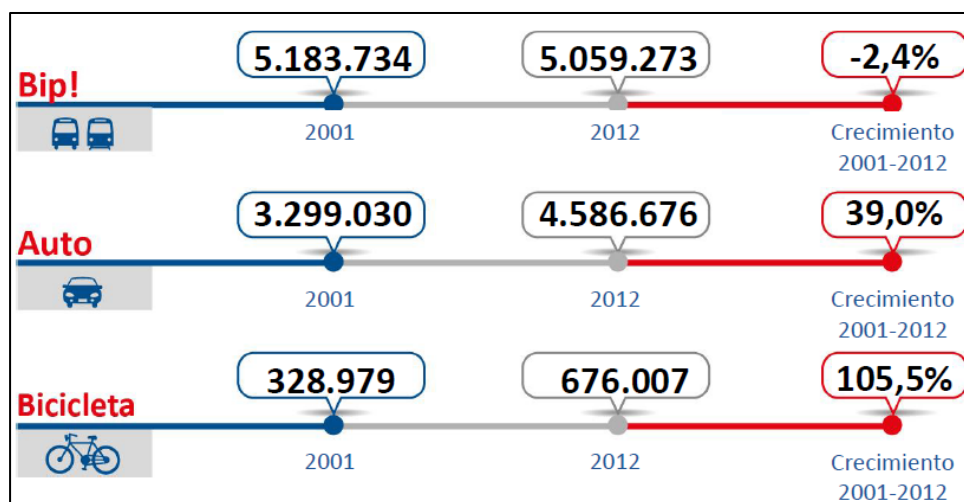 5.183.734 5.059.273 -2,4%
Bip!
2001 2012 Crecimiento
2001-2012
3.299.030 4.586.676 39,0%
Auto
2001 2012 Crecimiento
2001-2012
328.979 676.007 105,5%
Bicicleta
2001 2012 Crecimiento
2001-2012